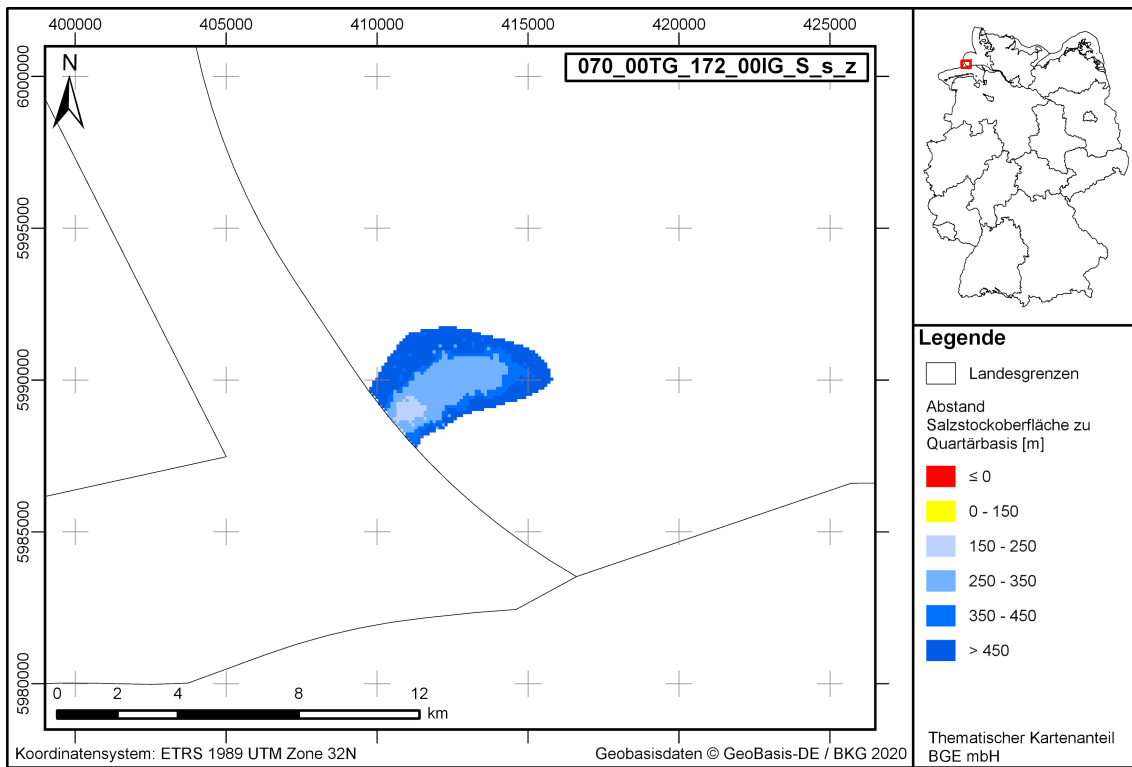 400000 405000 410000 415000 420000 425000
070_00TG_172_00IG_S_s_z
N
6000000
5995000
5990000
5985000
5980000
0 2 4 8 12
km
Koordinatensystem: ETRS 1989 UTM Zone 32N
Geobasisdaten © GeoBasis-DE / BKG 2020
Legende
Landesgrenzen
Abstand
Salzstockoberfläche zu
Quartärbasis [m]
≤ 0
0 - 150
150 - 250
250 - 350
350 - 450
> 450
Thematischer Kartenanteil
BGE mbH